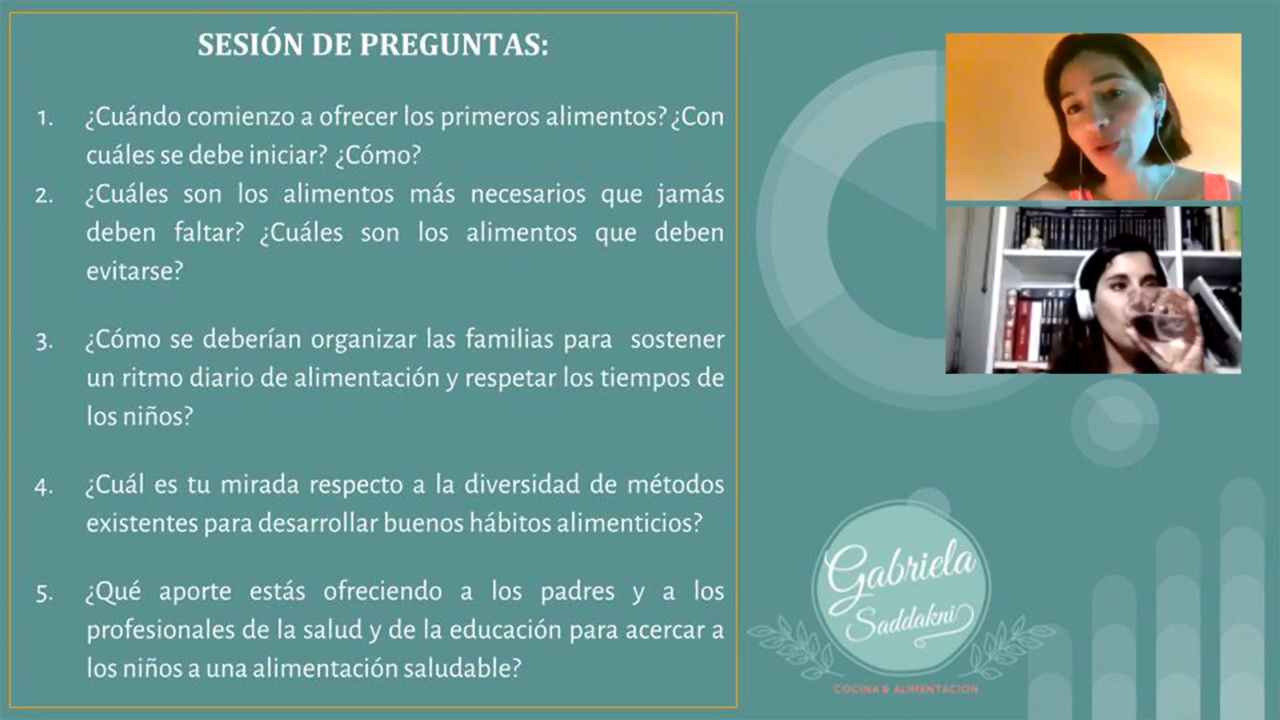 SESIÓN DE PREGUNTAS:
1. ¿Cuándo comienzo a ofrecer los primeros alimentos? ¿Con
cuáles se debe iniciar? ¿Cómo?
2. ¿Cuáles son los alimentos más necesarios que jamás
deben faltar? ¿Cuáles son los alimentos que deben
evitarse?
3. ¿Cómo se deberían organizar las familias para sostener
un ritmo diario de alimentación y respetar los tiempos de
los niños?
4. ¿Cuál es tu mirada respecto a la diversidad de métodos
existentes para desarrollar buenos hábitos alimenticios?
5. ¿Qué aporte estás ofreciendo a los padres y a los
profesionales de la salud y de la educación para acercar a
los niños a una alimentación saludable?
Gabriela
Saddakni
COCINA & ALIMENTACION